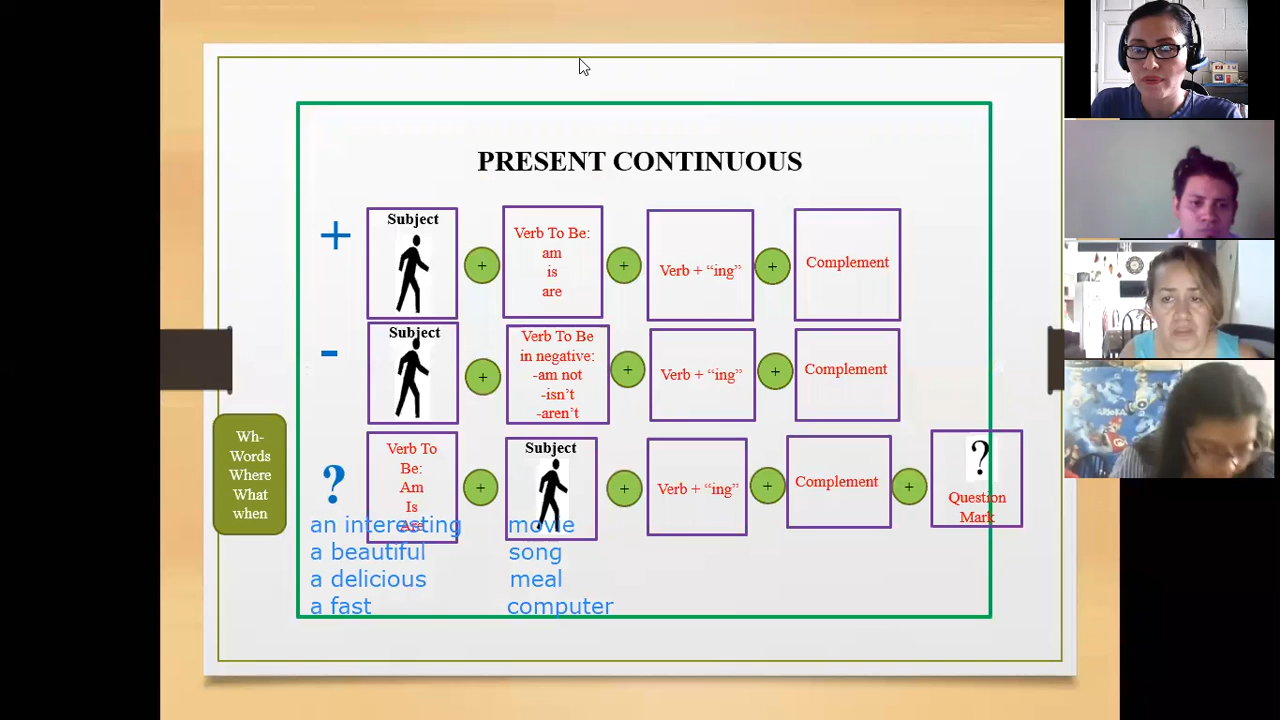 PRESENT CONTINUOUS
+
Subject
+
Verb To Be:
am
is
are
+
Verb + “ing”
+
Complement
-
Subject
+
Verb To Be
in negative:
-am not
-isn’t
-aren’t
+
Verb + “ing”
+
Complement
Wh-
Words
Where
What
when
?
Verb To
Be:
Am
Is
Are
+
Subject
+
Verb + “ing”
+
Complement
+
?
Question
Mark
an interesting movie
a beautiful song
a delicious meal
a fast computer